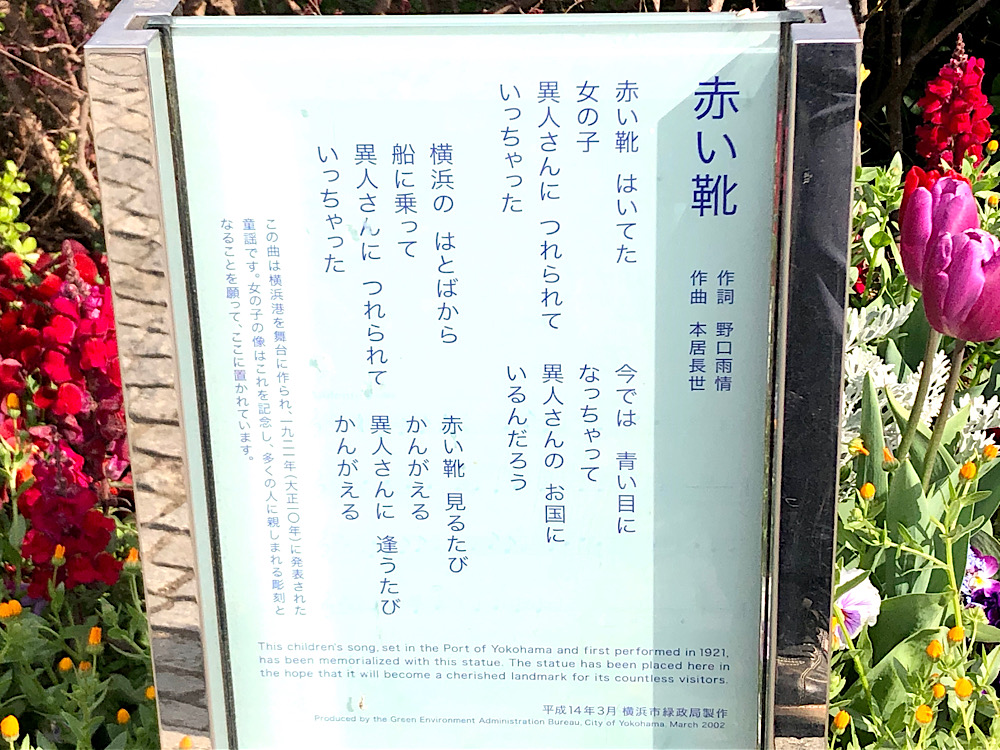 赤い靴
作詞 野口雨情
作曲 本居長世
赤い靴 はいてた
女の子
異人さんに つれられて
いっちゃった
横浜の はとばから
船に乗って
異人さんに つれられて
いっちゃった
今では 青い目に
なっちゃって
異人さんの お国に
いるんだろう
赤い靴 見るたび
かんがえる
異人さんに 逢うたび
かんがえる
この曲は横浜港を舞台に作られ、一九二一年(大正一〇年)に発表された
童謡です。女の子の像はこれを記念し、多くの人に親しまれる彫刻と
なることを願って、ここに置かれています。
This children's song, set in the Port of Yokohama and first performed in 1921,
has been memorialized with this statue. The statue has been placed here in
the hope that it will become a cherished landmark for its countless visitors.
平成14年3月 横浜市緑政局製作
Produced by the Green Environment Administration Bureau, City of Yokohama, March 2002